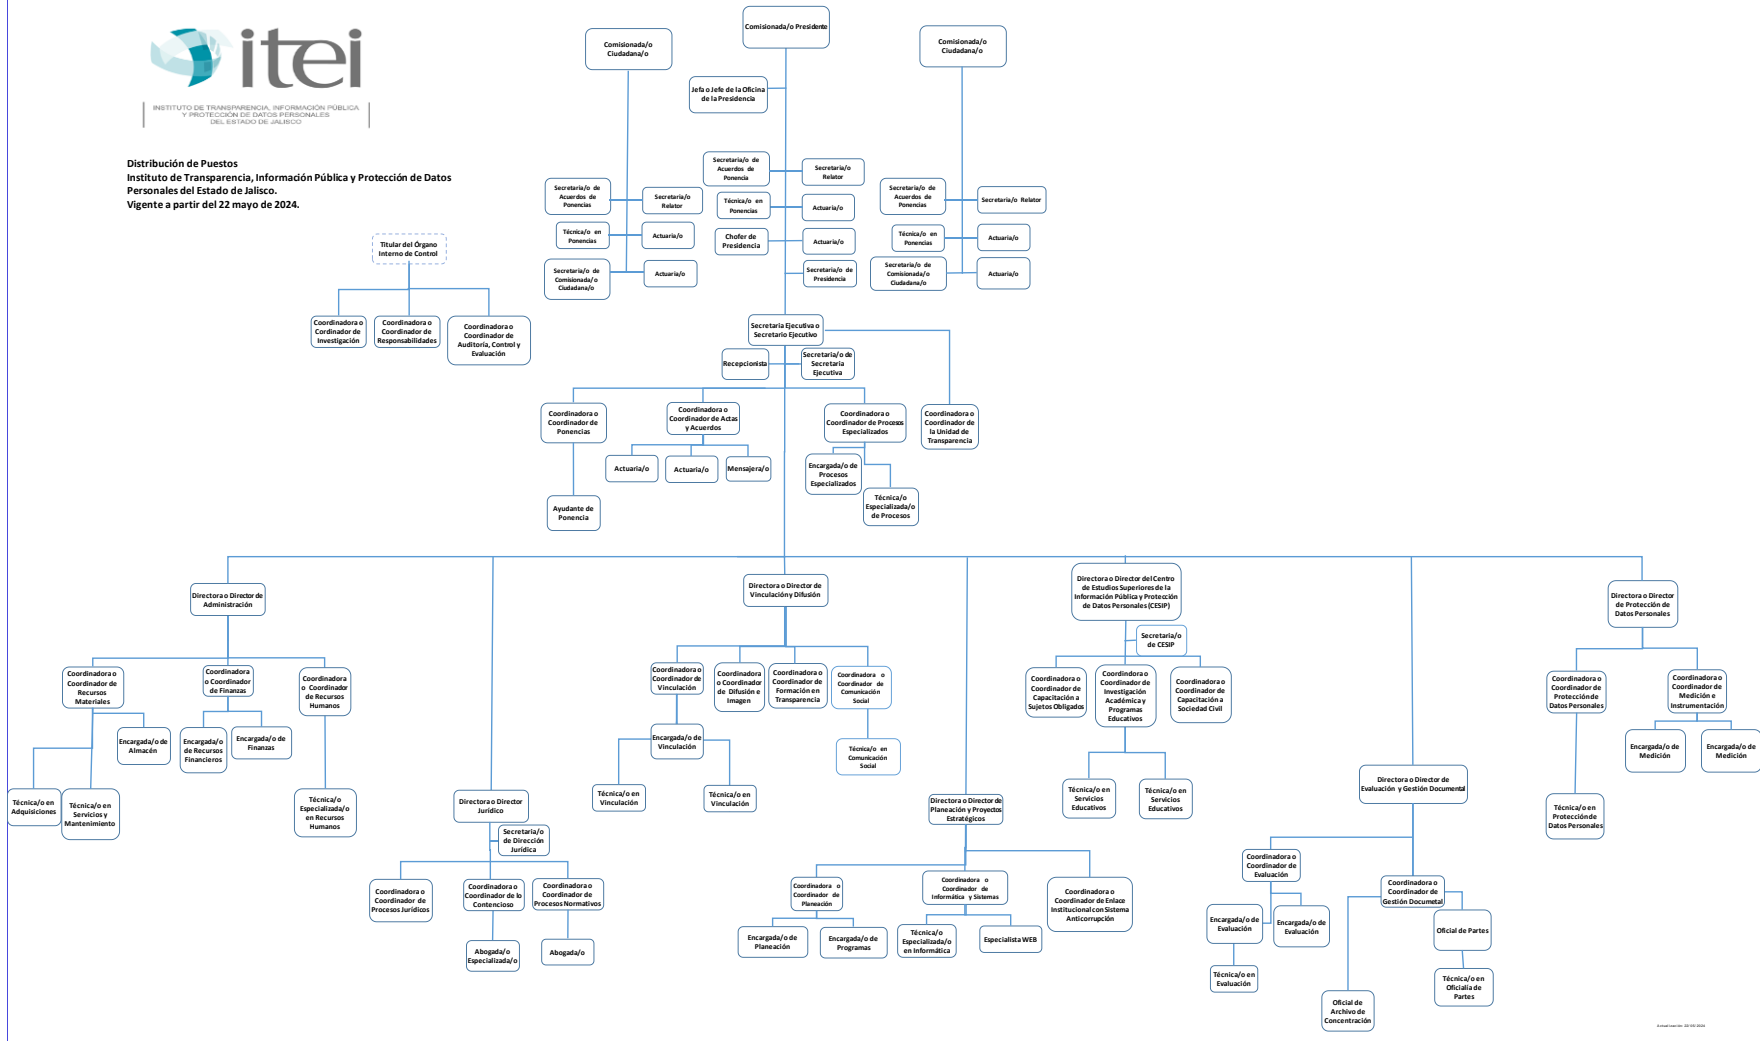 itei
INSTITUTO DE TRANSPARENCIA, INFORMACIÓN PÚBLICA
Y PROTECCIÓN DE DATOS PERSONALES
DEL ESTADO DE JALISCO
Distribución de Puestos
Instituto de Transparencia, Información Pública y Protección de Datos
Personales del Estado de Jalisco.
Vigente a partir del 22 mayo de 2024.
Comisionada/o
Ciudadana/o
Comisionada/o Presidente
Comisionada/o
Ciudadana/o
Jefa o Jefe de la Oficina
de la Presidencia
Secretaria/o de
Acuerdos de
Ponencias
Secretaria/o
Relator
Técnica/o en
Ponencias
Actuaria/o
Secretaria/o de
Comisionada/o
Ciudadana/o
Actuaria/o
Secretaria/o de
Acuerdos de
Ponencia
Secretaria/o
Relator
Técnica/o en
Ponencias
Actuaria/o
Chofer de
Presidencia
Actuaria/o
Secretaria/o de
Presidencia
Secretaria/o de
Acuerdos de
Ponencias
Secretaria/o Relator
Técnica/o en
Ponencias
Actuaria/o
Secretaria/o de
Comisionada/o
Ciudadana/o
Actuaria/o
Titular del Órgano
Interno de Control
Coordinadora o
Cordinador de
Investigación
Coordinadora o
Coordinador de
Responsabilidades
Coordinadora o
Coordinador de
Auditoría, Control y
Evaluación
Secretaria Ejecutiva o
Secretario Ejecutivo
Recepcionista
Secretaria/o de
Secretaria
Ejecutiva
Coordinadora o
Coordinador de
Ponencias
Coordinadora o
Coordinador de Actas
y Acuerdos
Coordinadora o
Coordinador de Procesos
Especializados
Coordinadora o
Coordinador de
la Unidad de
Transparencia
Actuaria/o
Actuaria/o
Mensajera/o
Encargada/o de
Procesos
Especializados
Técnica/o
Especializada/o
de Procesos
Ayudante de
Ponencia
Directora o Director de
Administración
Coordinadora o
Coordinador de
Recursos
Materiales
Coordinadora
o Coordinador
de Finanzas
Coordinadora
o Coordinador
de Recursos
Humanos
Encargada/o de
Almacén
Encargada/o
de Recursos
Financieros
Encargada/o de
Finanzas
Técnica/o en
Adquisiciones
Técnica/o en
Servicios y
Mantenimiento
Técnica/o
Especializada/o
en Recursos
Humanos
Directora o Director
Jurídico
Secretaria/o
de Dirección
Jurídica
Coordinadora o
Coordinador de
Procesos Jurídicos
Coordinadora o
Coordinador de lo
Contencioso
Coordinadora o
Coordinador de
Procesos Normativos
Abogada/o
Especializada/o
Abogada/o
Directora o Director de
Vinculación y Difusión
Coordinadora o
Coordinador de
Vinculación
Coordinadora
o Coordinador
de Difusión e
Imagen
Coordinadora o
Coordinador de
Formación en
Transparencia
Coordinadora o
Coordinador de
Comunicación
Social
Encargada/o de
Vinculación
Técnica/o en
Comunicación
Social
Técnica/o en
Vinculación
Técnica/o en
Vinculación
Directora o Director de
Planeación y Proyectos
Estratégicos
Coordinadora o
Coordinador de
Planeación
Coordinadora o
Coordinador de
Informática y Sistemas
Coordinadora o
Coordinador de Enlace
Institucional con Sistema
Anticorrupción
Encargada/o de
Planeación
Encargada/o de
Programas
Técnica/o
Especializada/o
en Informática
Especialista WEB
Directora o Director del Centro
de Estudios Superiores de la
Información Pública y Protección
de Datos Personales (CESIP)
Secretaria/o
de CESIP
Coordinadora o
Coordinador de
Capacitación a
Sujetos Obligados
Coordindora o
Coordinador de
Investigación
Académica y
Programas
Educativos
Coordinadora o
Coordinador de
Capacitación a
Sociedad Civil
Técnica/o en
Servicios
Educativos
Técnica/o en
Servicios
Educativos
Directora o Director de
Evaluación y Gestión Documental
Coordinadora o
Coordinador de
Evaluación
Coordinadora o
Coordinador de
Gestión Documetal
Encargada/o de
Evaluación
Encargada/o de
Evaluación
Oficial de Partes
Técnica/o en
Evaluación
Oficial de
Archivo de
Concentración
Técnica/o en
Oficialía de
Partes
Directora o Director
de Protección de
Datos Personales
Coordinadora o
Coordinador de
Protección de
Datos Personales
Coordinadora o
Coordinador de
Medición e
Instrumentación
Encargada/o de
Medición
Encargada/o de
Medición
Técnica/o en
Protección de
Datos Personales